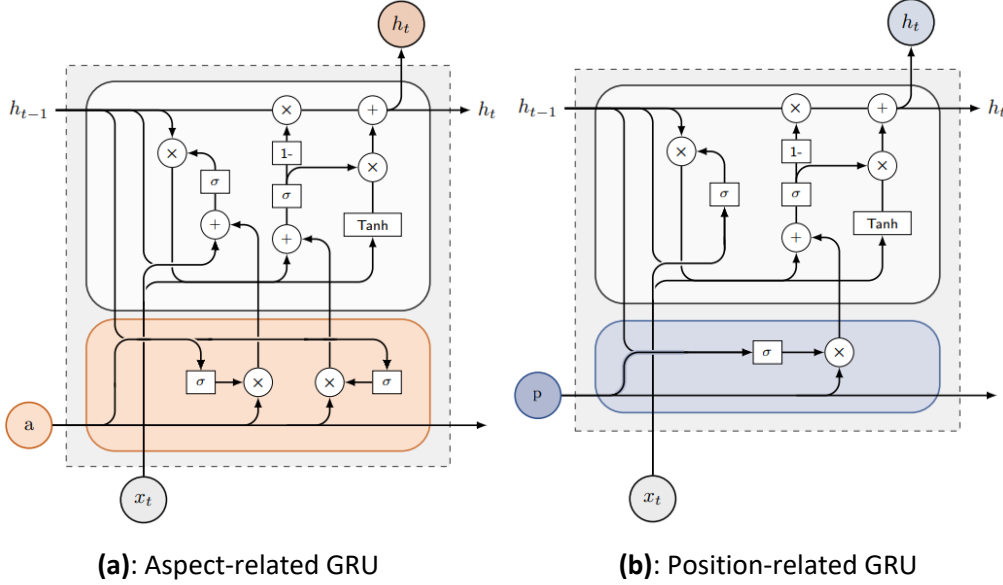 h_t
h_{t-1}
×
+
h_t
×
1-
×
σ
σ
+
+
Tanh
σ
×
×
σ
a
x_t
(a): Aspect-related GRU
h_t
h_{t-1}
×
+
h_t
×
1-
×
σ
σ
+
Tanh
σ
×
p
x_t
(b): Position-related GRU